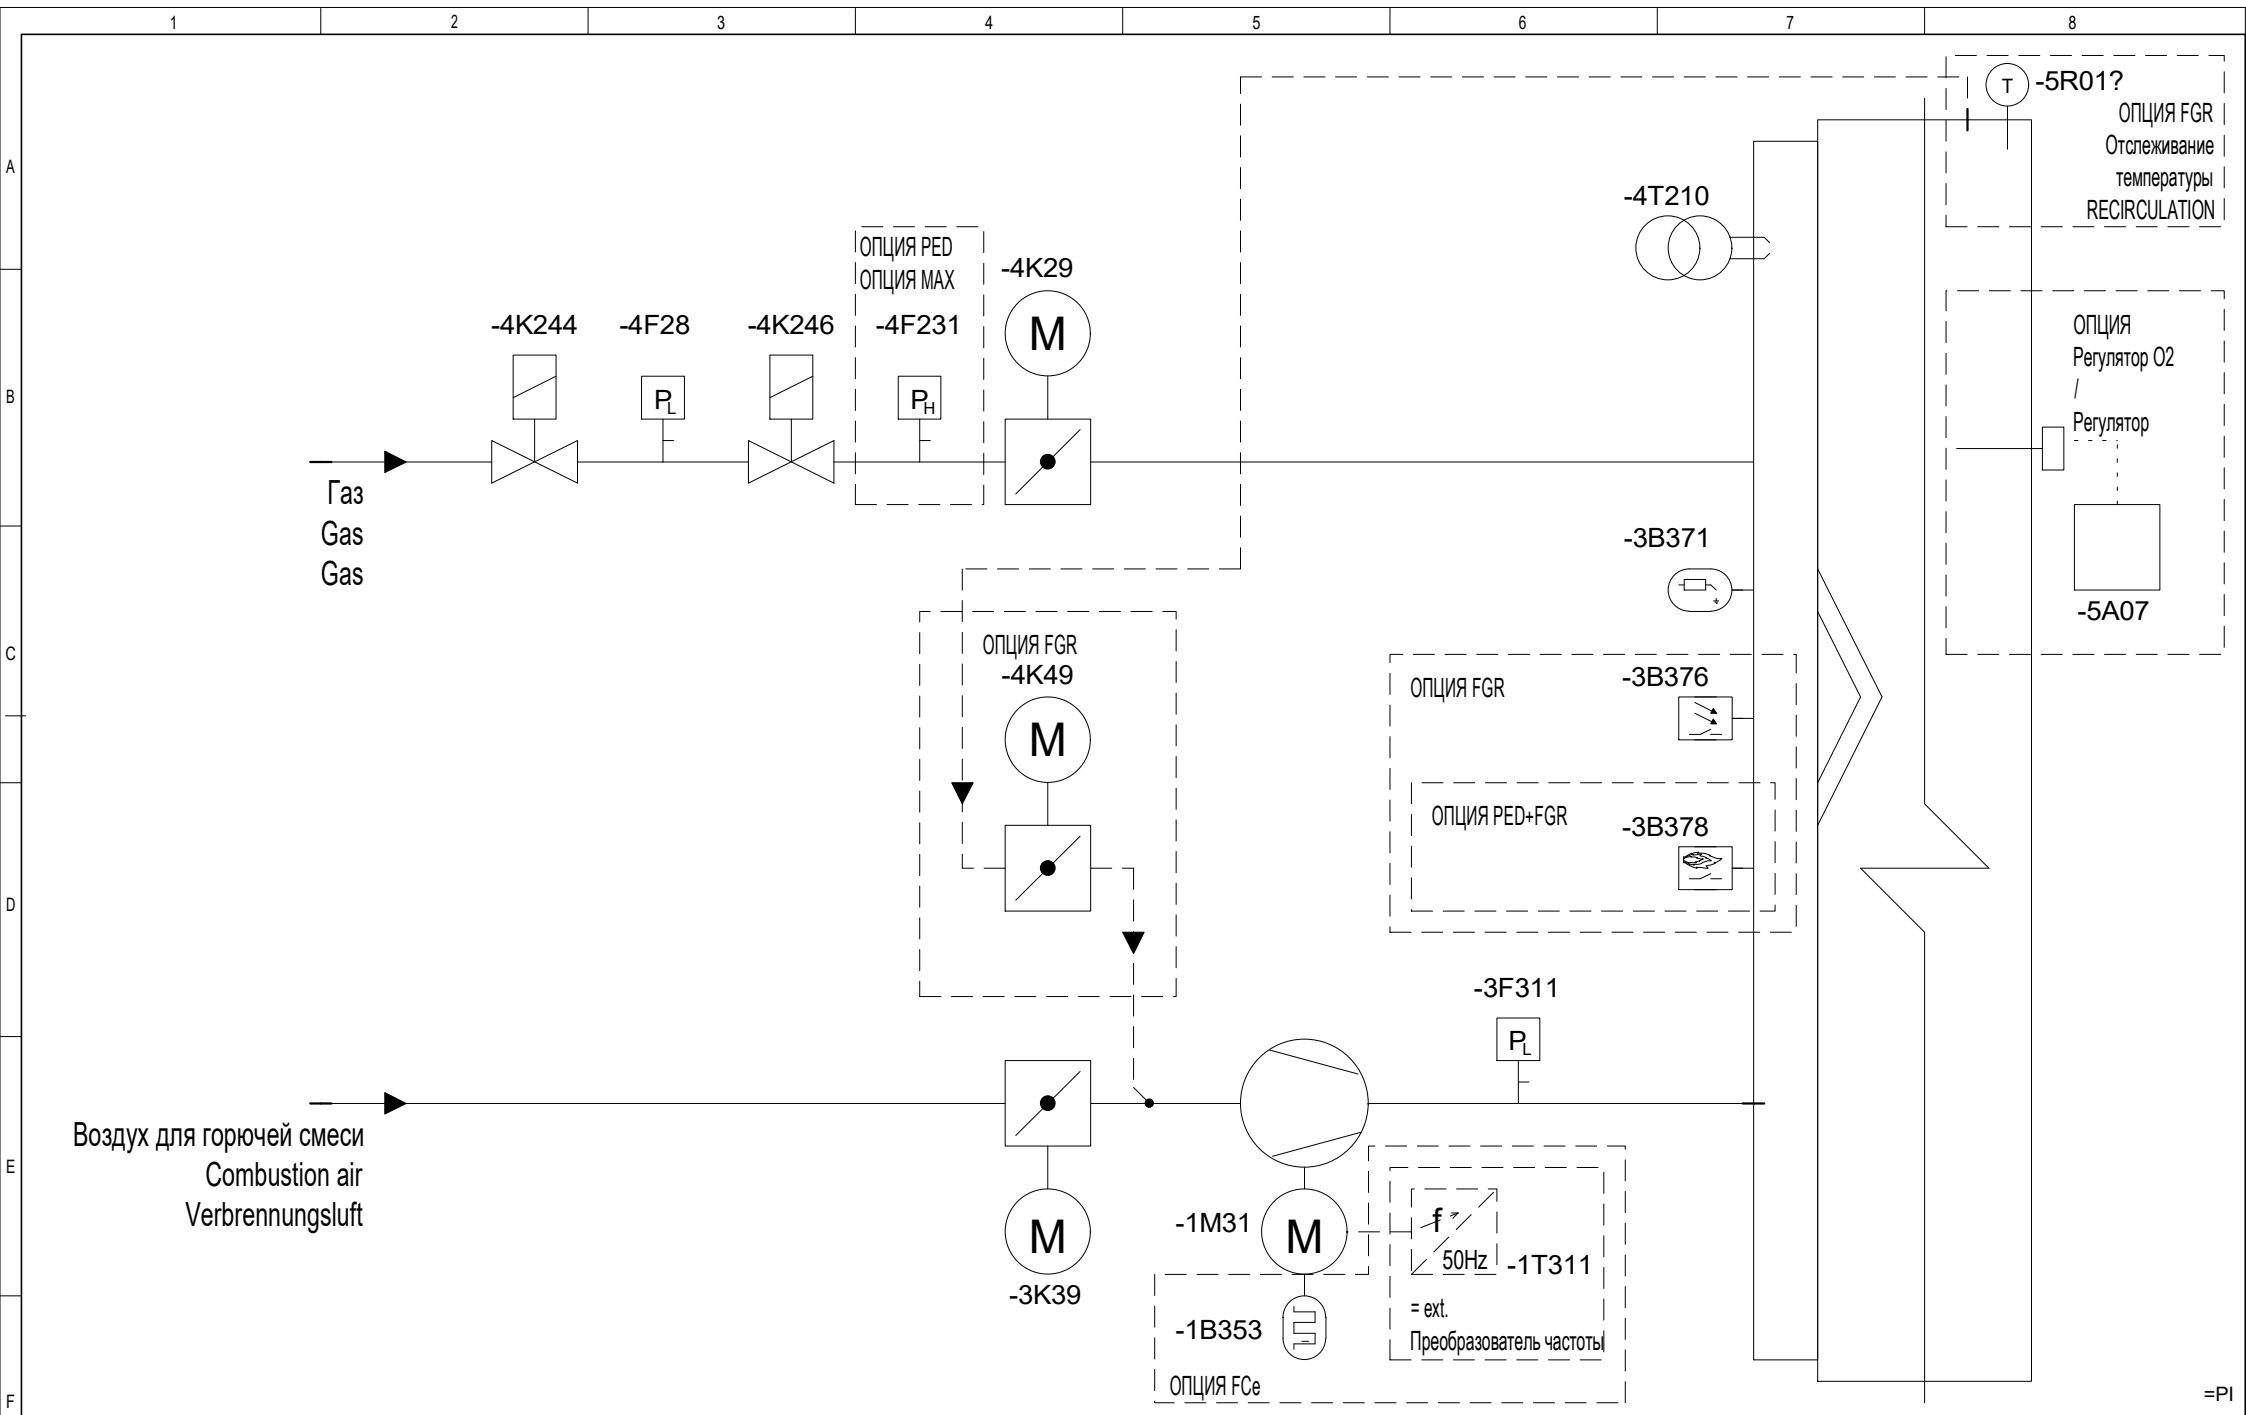 1 2 3 4 5 6 7 8
A
B
C
D
E
F
T
-5R01?
ОПЦИЯ FGR
Отслеживание
температуры
RECIRCULATION
-4T210
ОПЦИЯ PED
ОПЦИЯ MAX
-4K29
M
-4K244
-4F28
PL
-4K246
-4F231
PH
ОПЦИЯ
Регулятор O2
/
Регулятор
-5A07
Газ
Gas
Gas
-3B371
ОПЦИЯ FGR
-4K49
M
ОПЦИЯ FGR
-3B376
ОПЦИЯ PED+FGR
-3B378
-3F311
PL
Воздух для горючей смеси
Combustion air
Verbrennungsluft
M
-3K39
-1M31
M
f
50Hz
-1T311
= ext.
Преобразователь частоты
-1B353
ОПЦИЯ FCe
=PI